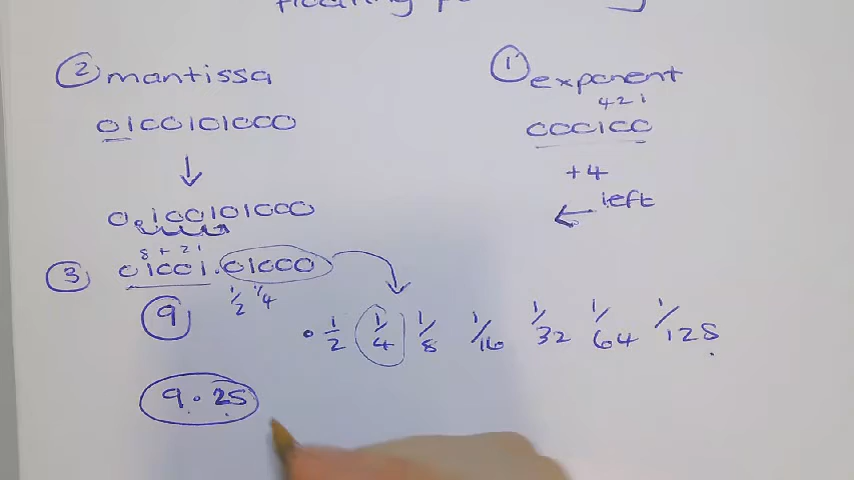 floating
② mantissa
① exponent
4 2 1
0100101000
000100
+4
0.100101000
left
8 4 2 1
③ 01001.01000
1/2 1/4
9
. 1/2 1/4 1/8 1/16 1/32 1/64 1/128
9.25